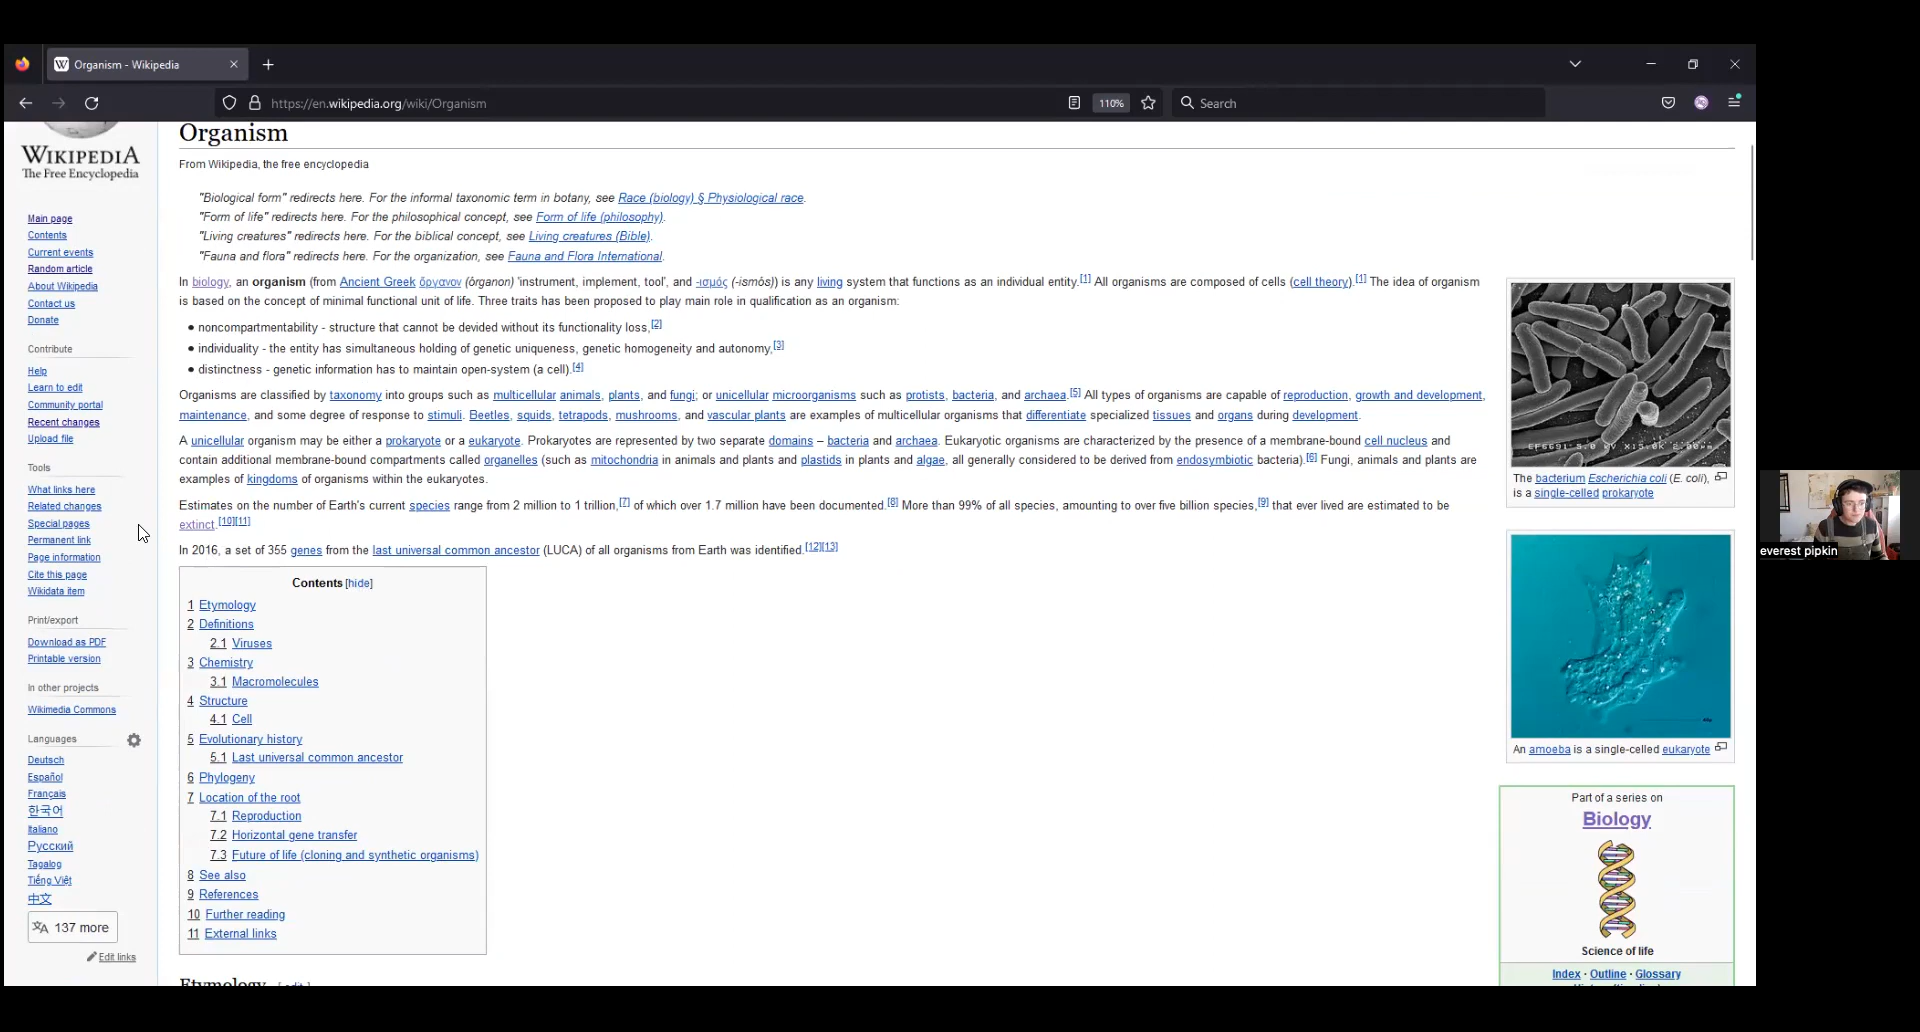 Organism - Wikipedia
https://en.wikipedia.org/wiki/Organism
110%
Search
WIKIPEDIA
The Free Encyclopedia
Main page
Contents
Current events
Random article
About Wikipedia
Contact us
Donate
Contribute
Help
Learn to edit
Community portal
Recent changes
Upload file
Tools
What links here
Related changes
Special pages
Permanent link
Page information
Cite this page
Wikidata item
Print/export
Download as PDF
Printable version
In other projects
Wikimedia Commons
Languages
Deutsch
Español
Français
한국어
Italiano
Русский
Tagalog
Tiếng Việt
中文
137 more
Edit links
Organism
From Wikipedia, the free encyclopedia
"Biological form" redirects here. For the informal taxonomic term in botany, see Race (biology) § Physiological race.
"Form of life" redirects here. For the philosophical concept, see Form of life (philosophy).
"Living creatures" redirects here. For the biblical concept, see Living creatures (Bible).
"Fauna and flora" redirects here. For the organization, see Fauna and Flora International.
In biology, an organism (from Ancient Greek ὄργανον (órganon) 'instrument, implement, tool', and -ισμός (-ismós)) is any living system that functions as an individual entity.[1] All organisms are composed of cells (cell theory).[1] The idea of organism
is based on the concept of minimal functional unit of life. Three traits has been proposed to play main role in qualification as an organism:
• noncompartmentability - structure that cannot be devided without its functionality loss,[2]
• individuality - the entity has simultaneous holding of genetic uniqueness, genetic homogeneity and autonomy,[3]
• distinctness - genetic information has to maintain open-system (a cell).[4]
Organisms are classified by taxonomy into groups such as multicellular animals, plants, and fungi; or unicellular microorganisms such as protists, bacteria, and archaea.[5] All types of organisms are capable of reproduction, growth and development,
maintenance, and some degree of response to stimuli. Beetles, squids, tetrapods, mushrooms, and vascular plants are examples of multicellular organisms that differentiate specialized tissues and organs during development.
A unicellular organism may be either a prokaryote or a eukaryote. Prokaryotes are represented by two separate domains – bacteria and archaea. Eukaryotic organisms are characterized by the presence of a membrane-bound cell nucleus and
contain additional membrane-bound compartments called organelles (such as mitochondria in animals and plants and plastids in plants and algae, all generally considered to be derived from endosymbiotic bacteria).[6] Fungi, animals and plants are
examples of kingdoms of organisms within the eukaryotes.
Estimates on the number of Earth's current species range from 2 million to 1 trillion,[7] of which over 1.7 million have been documented.[8] More than 99% of all species, amounting to over five billion species,[9] that ever lived are estimated to be
extinct.[10][11]
In 2016, a set of 355 genes from the last universal common ancestor (LUCA) of all organisms from Earth was identified.[12][13]
Contents [hide]
1 Etymology
2 Definitions
2.1 Viruses
3 Chemistry
3.1 Macromolecules
4 Structure
4.1 Cell
5 Evolutionary history
5.1 Last universal common ancestor
6 Phylogeny
7 Location of the root
7.1 Reproduction
7.2 Horizontal gene transfer
7.3 Future of life (cloning and synthetic organisms)
8 See also
9 References
10 Further reading
11 External links
Etymology [edit]
The bacterium Escherichia coli (E. coli),
is a single-celled prokaryote
An amoeba is a single-celled eukaryote
Part of a series on
Biology
Science of life
Index · Outline · Glossary
everest pipkin